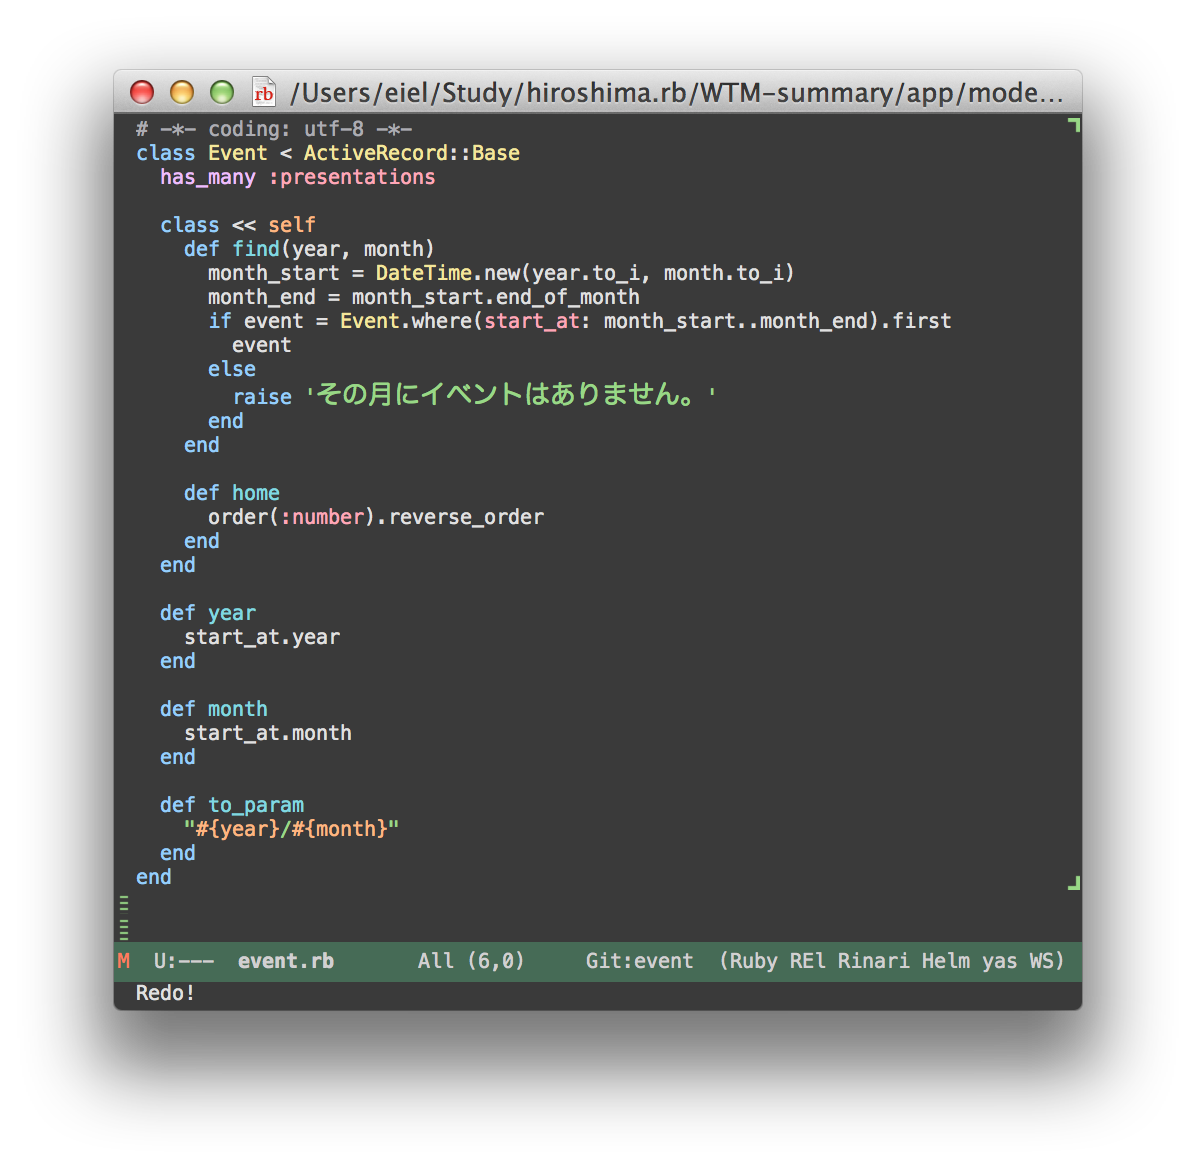 rb /Users/eiel/Study/hiroshima.rb/WTM-summary/app/mode...
# -*- coding: utf-8 -*-
class Event < ActiveRecord::Base
  has_many :presentations

  class << self
    def find(year, month)
      month_start = DateTime.new(year.to_i, month.to_i)
      month_end = month_start.end_of_month
      if event = Event.where(start_at: month_start..month_end).first
        event
      else
        raise 'その月にイベントはありません。'
      end
    end

    def home
      order(:number).reverse_order
    end
  end

  def year
    start_at.year
  end

  def month
    start_at.month
  end

  def to_param
    "#{year}/#{month}"
  end
end
M U:--- event.rb All (6,0) Git:event (Ruby REl Rinari Helm yas WS)
Redo!